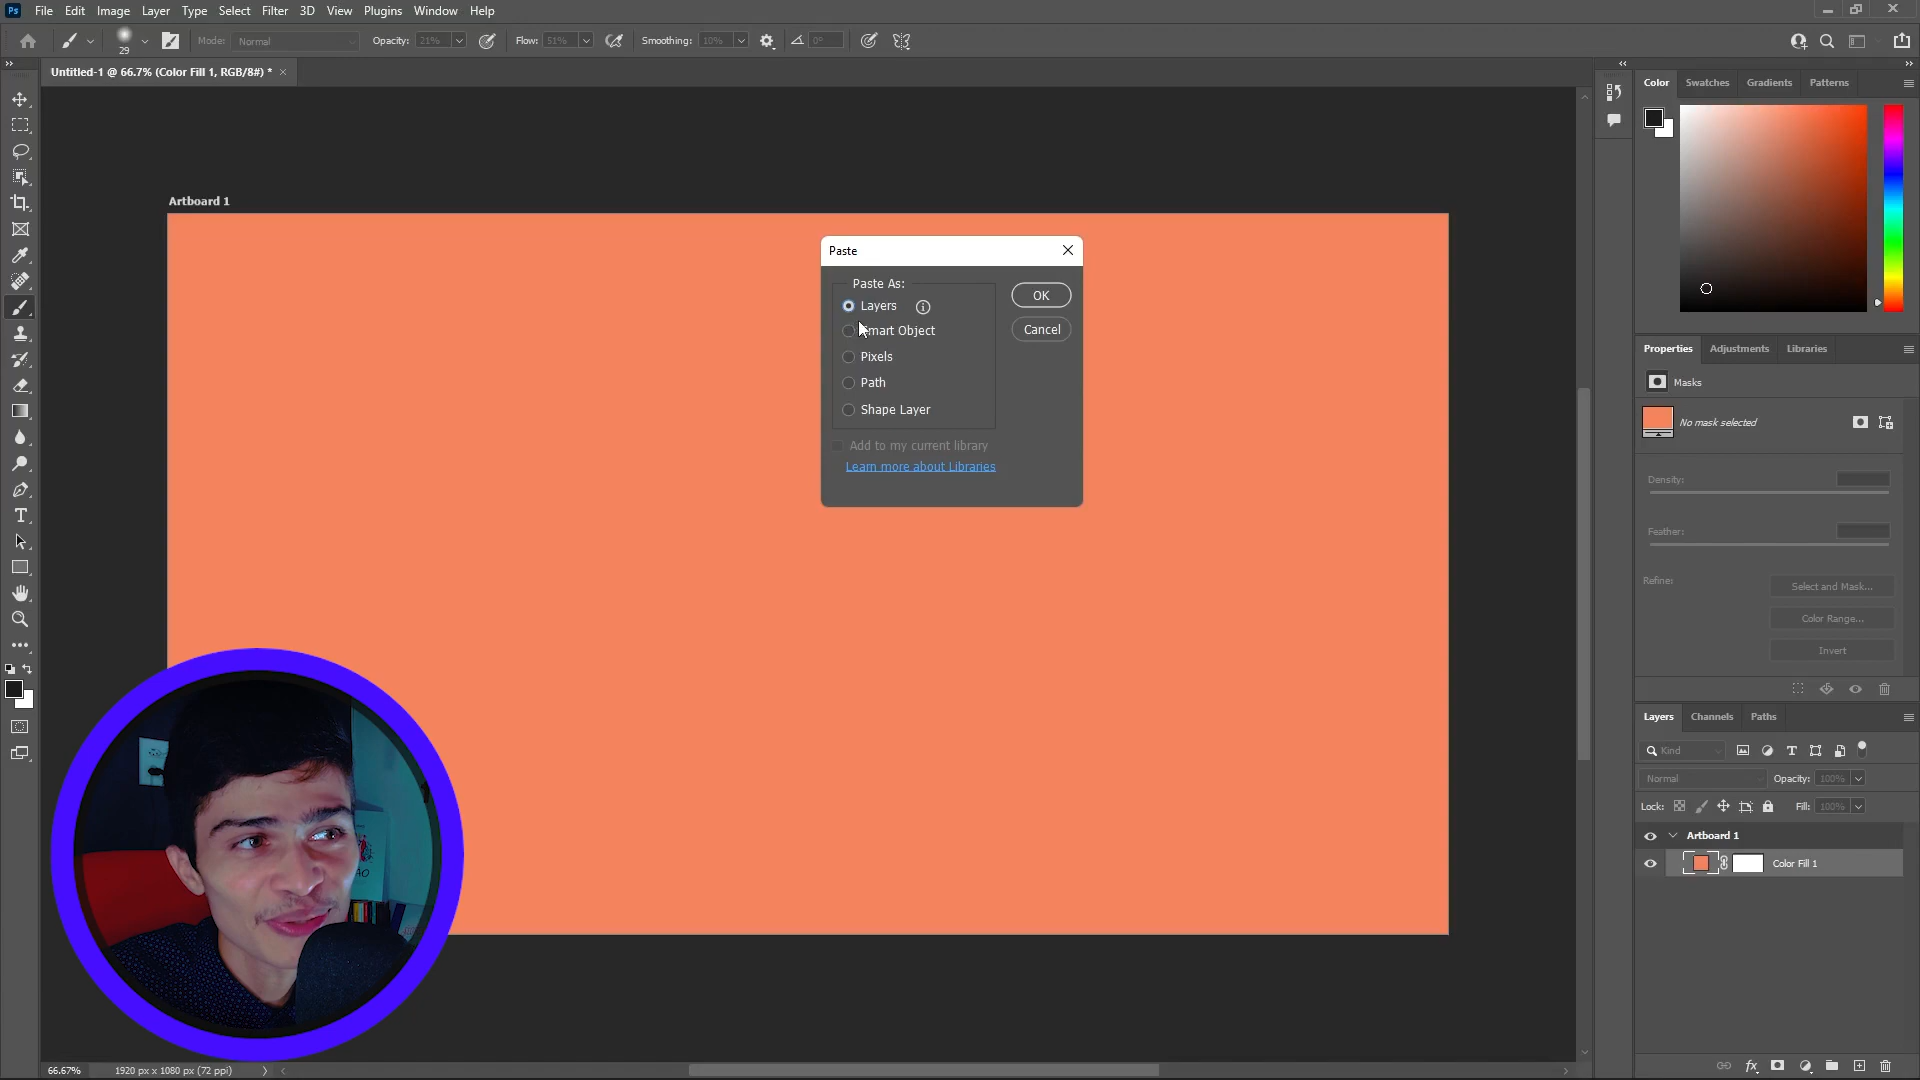 Ps File Edit Image Layer Type Select Filter 3D View Plugins Window Help
29 Mode: Normal Opacity: 21% Flow: 51% Smoothing: 10% 0°
Untitled-1 @ 66.7% (Color Fill 1, RGB/8#) *
Color Swatches Gradients Patterns
Artboard 1
Paste
Paste As:
Layers
Smart Object
Pixels
Path
Shape Layer
OK
Cancel
Add to my current library
Learn more about Libraries
Properties Adjustments Libraries
Masks
No mask selected
Density:
Feather:
Refine:
Select and Mask...
Color Range...
Invert
Layers Channels Paths
Kind
Normal Opacity: 100%
Lock: Fill: 100%
Artboard 1
Color Fill 1
66.67% 1920 px x 1080 px (72 ppi)